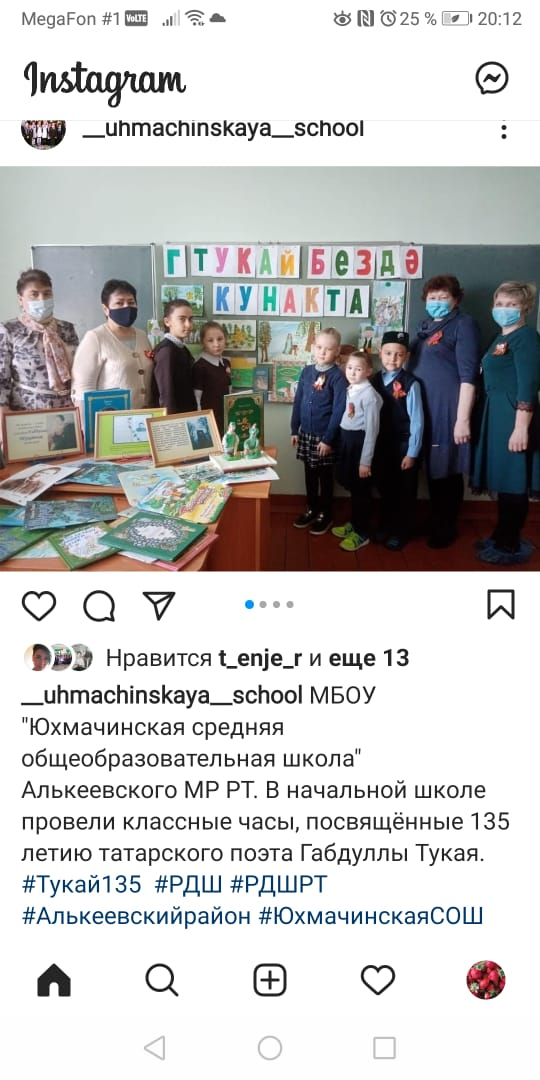 MegaFon #1 VoLTE 25 % 20:12
Instagram
__uhmachinskaya__school
Г ТУКАЙ БЕЗДӘ
КУНАКТА
Нравится t_enje_r и еще 13
__uhmachinskaya__school МБОУ
"Юхмачинская средняя
общеобразовательная школа"
Алькеевского МР РТ. В начальной школе
провели классные часы, посвящённые 135
летию татарского поэта Габдуллы Тукая.
#Тукай135 #РДШ #РДШРТ
#Алькеевскийрайон #ЮхмачинскаяСОШ